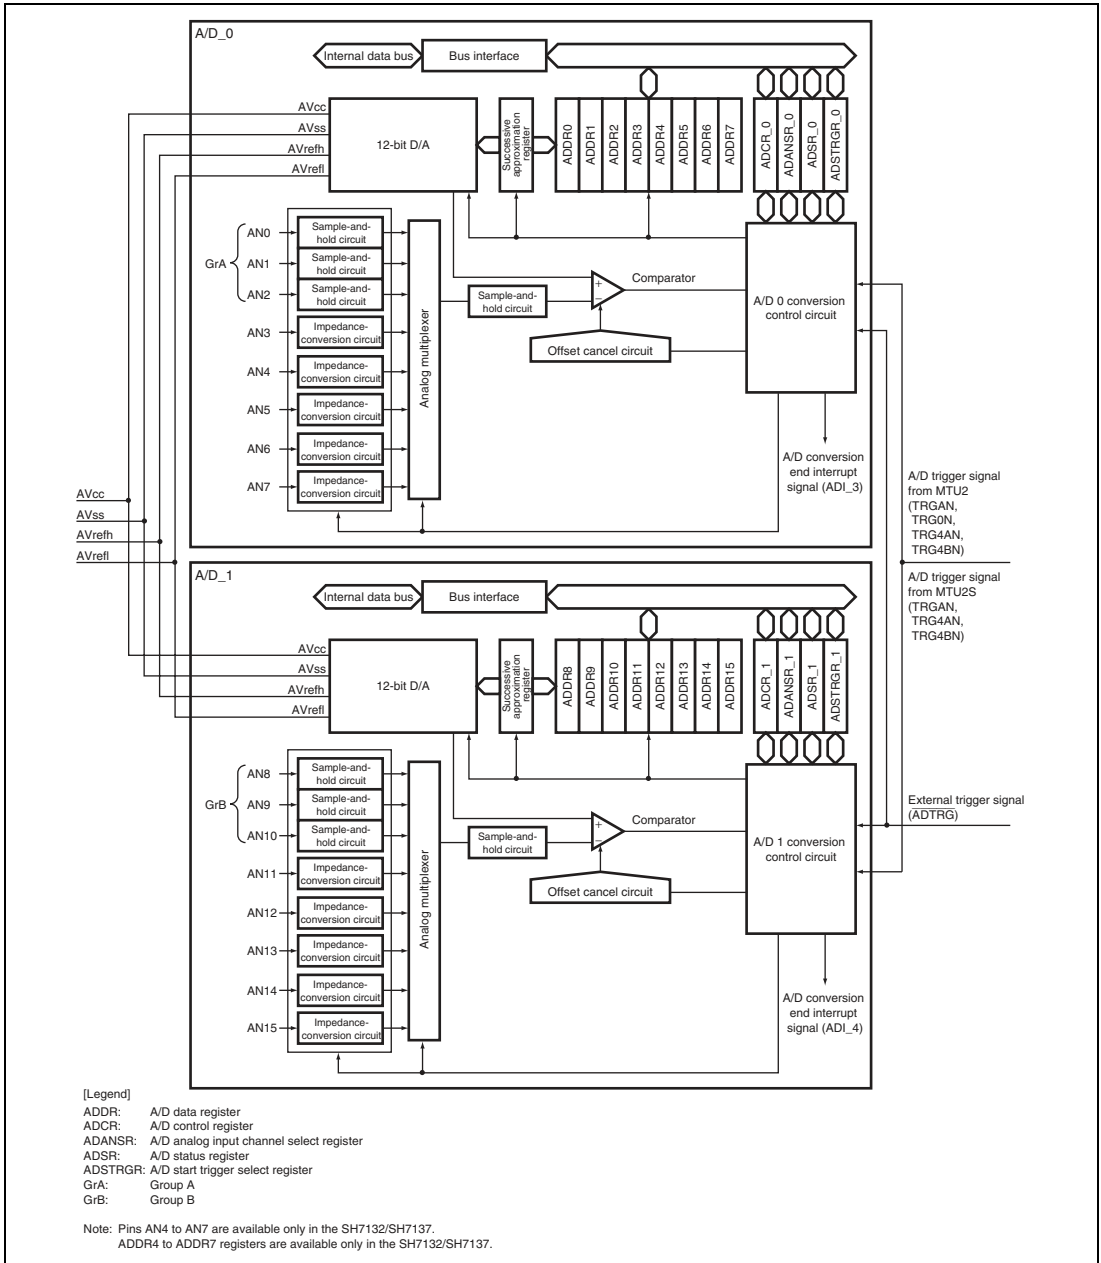 A/D_0
Internal data bus
Bus interface
AVcc
AVss
AVrefh
AVrefl
12-bit D/A
Successive
approximation
register
ADDR0
ADDR1
ADDR2
ADDR3
ADDR4
ADDR5
ADDR6
ADDR7
ADCR_0
ADANSR_0
ADSR_0
ADSTRGR_0
GrA
AN0
Sample-and-
hold circuit
AN1
Sample-and-
hold circuit
AN2
Sample-and-
hold circuit
AN3
Impedance-
conversion circuit
AN4
Impedance-
conversion circuit
AN5
Impedance-
conversion circuit
AN6
Impedance-
conversion circuit
AN7
Impedance-
conversion circuit
Analog multiplexer
Sample-and-
hold circuit
+
−
Comparator
Offset cancel circuit
A/D 0 conversion
control circuit
A/D conversion
end interrupt
signal (ADI_3)
AVcc
AVss
AVrefh
AVrefl
A/D trigger signal
from MTU2
(TRGAN,
TRG0N,
TRG4AN,
TRG4BN)
A/D trigger signal
from MTU2S
(TRGAN,
TRG4AN,
TRG4BN)
A/D_1
Internal data bus
Bus interface
AVcc
AVss
AVrefh
AVrefl
12-bit D/A
Successive
approximation
register
ADDR8
ADDR9
ADDR10
ADDR11
ADDR12
ADDR13
ADDR14
ADDR15
ADCR_1
ADANSR_1
ADSR_1
ADSTRGR_1
GrB
AN8
Sample-and-
hold circuit
AN9
Sample-and-
hold circuit
AN10
Sample-and-
hold circuit
AN11
Impedance-
conversion circuit
AN12
Impedance-
conversion circuit
AN13
Impedance-
conversion circuit
AN14
Impedance-
conversion circuit
AN15
Impedance-
conversion circuit
Analog multiplexer
Sample-and-
hold circuit
+
−
Comparator
Offset cancel circuit
A/D 1 conversion
control circuit
A/D conversion
end interrupt
signal (ADI_4)
External trigger signal
(ADTRG)
[Legend]
ADDR: A/D data register
ADCR: A/D control register
ADANSR: A/D analog input channel select register
ADSR: A/D status register
ADSTRGR: A/D start trigger select register
GrA: Group A
GrB: Group B
Note: Pins AN4 to AN7 are available only in the SH7132/SH7137.
ADDR4 to ADDR7 registers are available only in the SH7132/SH7137.